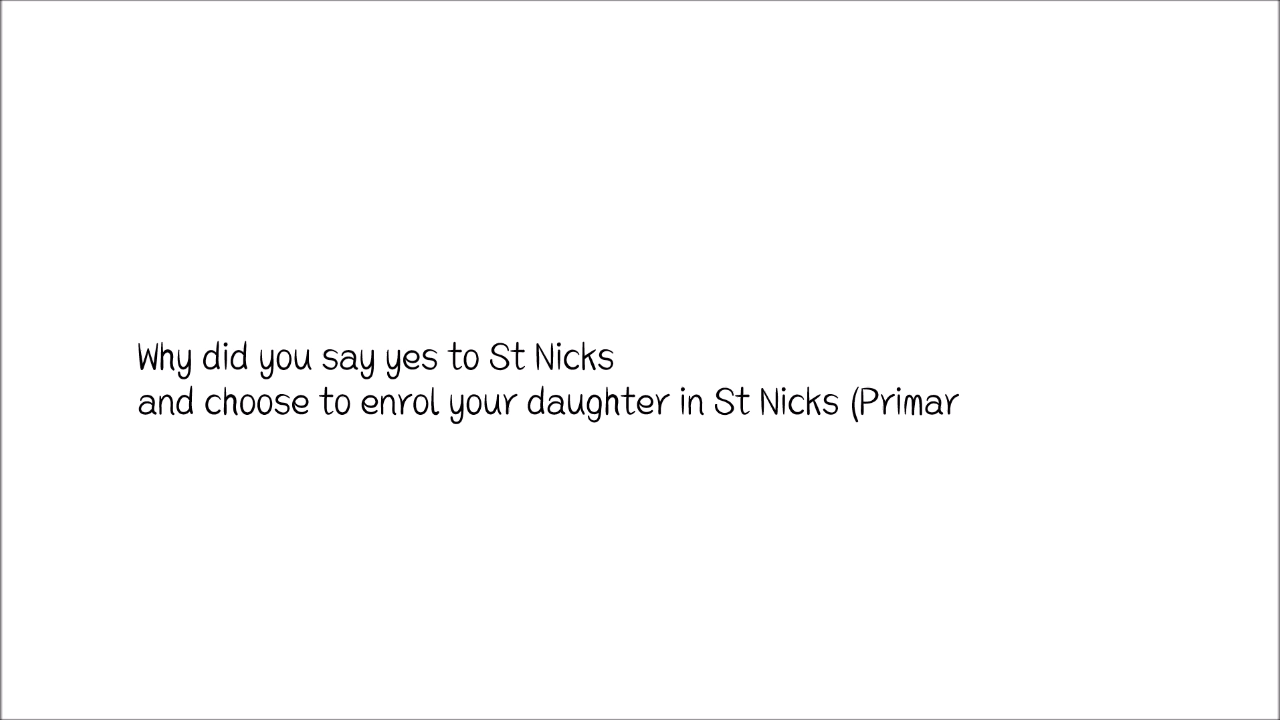 Why did you say yes to St Nicks
and choose to enrol your daughter in St Nicks (Primar